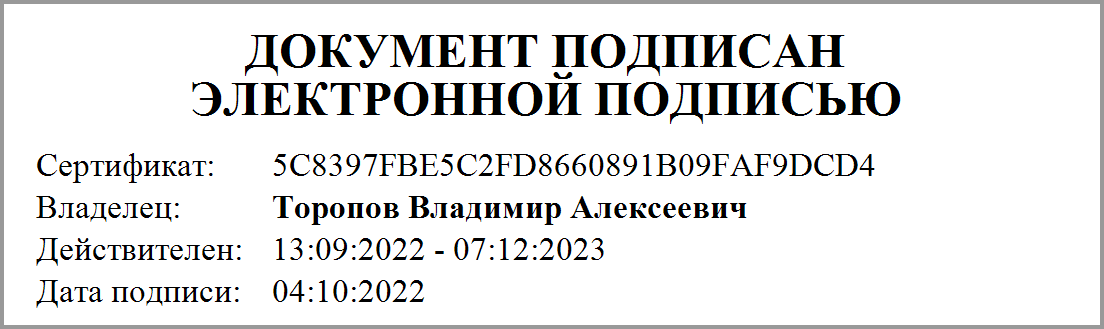 ДОКУМЕНТ ПОДПИСАН
ЭЛЕКТРОННОЙ ПОДПИСЬЮ
Сертификат: 5C8397FBE5C2FD8660891B09FAF9DCD4
Владелец: Торопов Владимир Алексеевич
Действителен: 13:09:2022 - 07:12:2023
Дата подписи: 04:10:2022